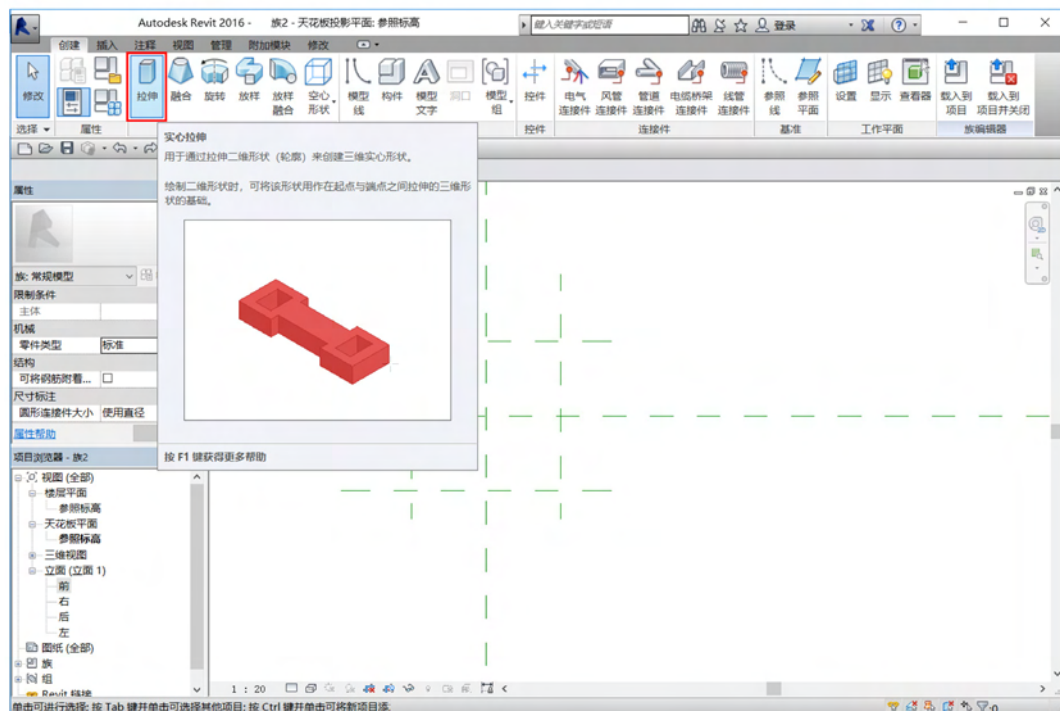 Autodesk Revit 2016 - 族2 - 天花板投影平面: 参照标高
键入关键字或短语
登录
创建 插入 注释 视图 管理 附加模块 修改
修改
拉伸 融合 旋转 放样 放样融合 空心形状
模型线 构件 模型文字 洞口 模型组
控件
电气连接件 风管连接件 管道连接件 电缆桥架连接件 线管连接件
参照线 参照平面
设置 显示 查看器
载入到项目 载入到项目并关闭
选择 属性 控件 连接件 基准 工作平面 族编辑器
实心拉伸
用于通过拉伸二维形状（轮廓）来创建三维实心形状。
绘制二维形状时，可将该形状用作在起点与端点之间拉伸的三维形
状的基础。
按 F1 键获得更多帮助
属性
族: 常规模型
限制条件
主体
机械
零件类型 标准
结构
可将钢筋附着...
尺寸标注
圆形连接件大小 使用直径
属性帮助
项目浏览器 - 族2
视图 (全部)
楼层平面
参照标高
天花板平面
参照标高
三维视图
立面 (立面 1)
前
右
后
左
图纸 (全部)
族
组
Revit 链接
1 : 20
单击可进行选择; 按 Tab 键并单击可选择其他项目; 按 Ctrl 键并单击可将新项目添
:0